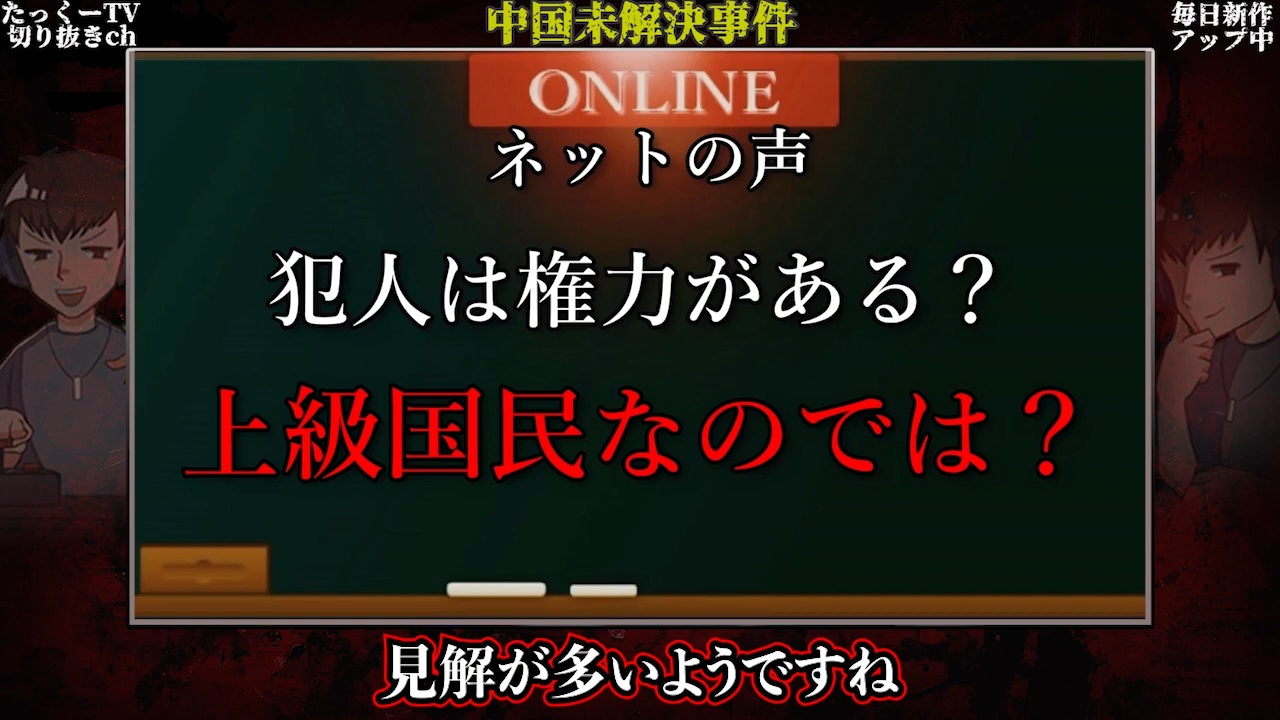 たっくーTV
切り抜きch
中国未解決事件
毎日新作
アップ中
ONLINE
ネットの声
犯人は権力がある？
上級国民なのでは？
見解が多いようですね